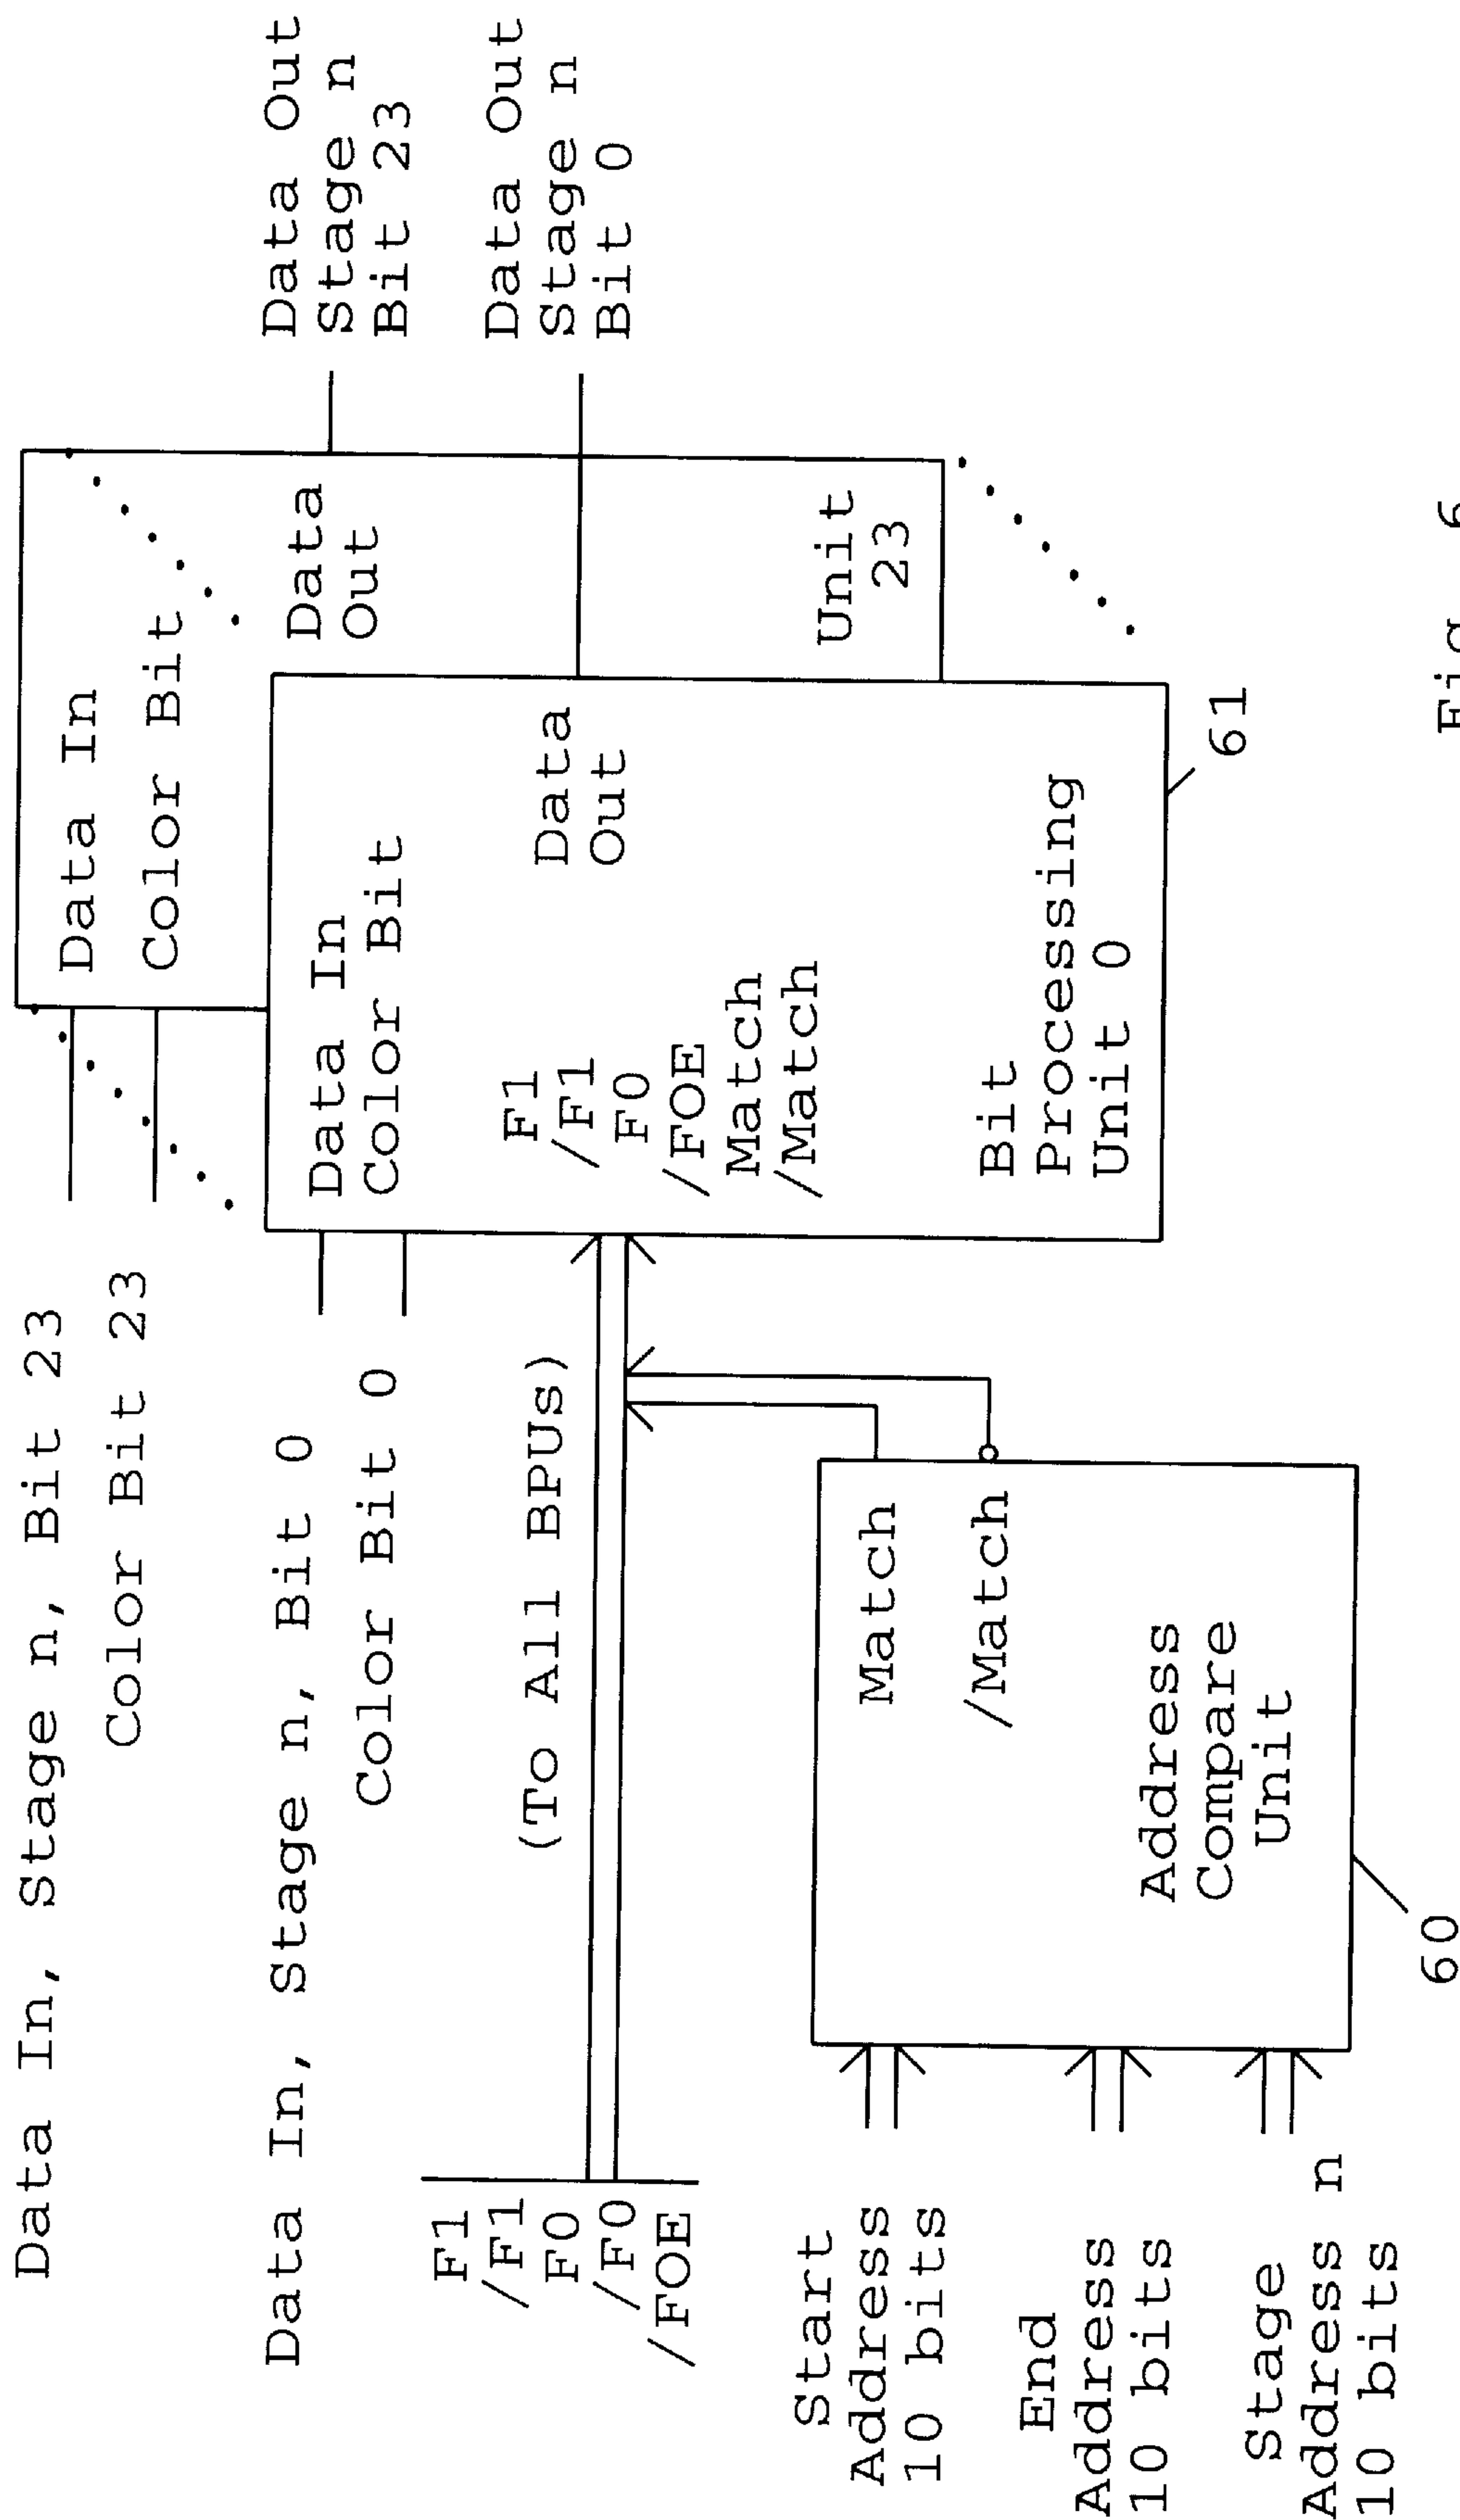 Data In, Stage n, Bit 23
Color Bit 23
Data In, Stage n, Bit 0
Color Bit 0
(To All BPUs)
F1
/F1
F0
/F0
/FOE
Start
Address
10 bits
End
Address
10 bits
Stage
Address n
10 bits
Match
/Match
Address
Compare
Unit
60
Data In
Color Bit
Data
Out
Unit
23
Data In
Color Bit
F1
/F1
F0
/FOE
Match
/Match
Data
Out
Bit
Processing
Unit 0
61
Data Out
Stage n
Bit 23
Data Out
Stage n
Bit 0
Fig. 6